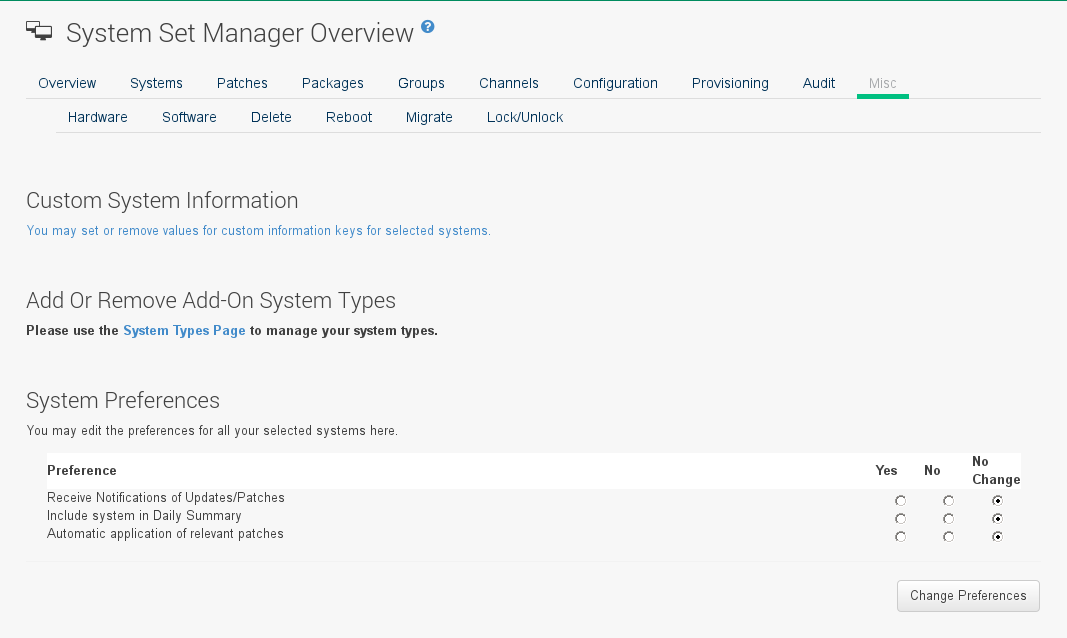 System Set Manager Overview ?
Overview Systems Patches Packages Groups Channels Configuration Provisioning Audit Misc
Hardware Software Delete Reboot Migrate Lock/Unlock
Custom System Information
You may set or remove values for custom information keys for selected systems.
Add Or Remove Add-On System Types
Please use the System Types Page to manage your system types.
System Preferences
You may edit the preferences for all your selected systems here.
Preference Yes No No Change
Receive Notifications of Updates/Patches
Include system in Daily Summary
Automatic application of relevant patches
Change Preferences